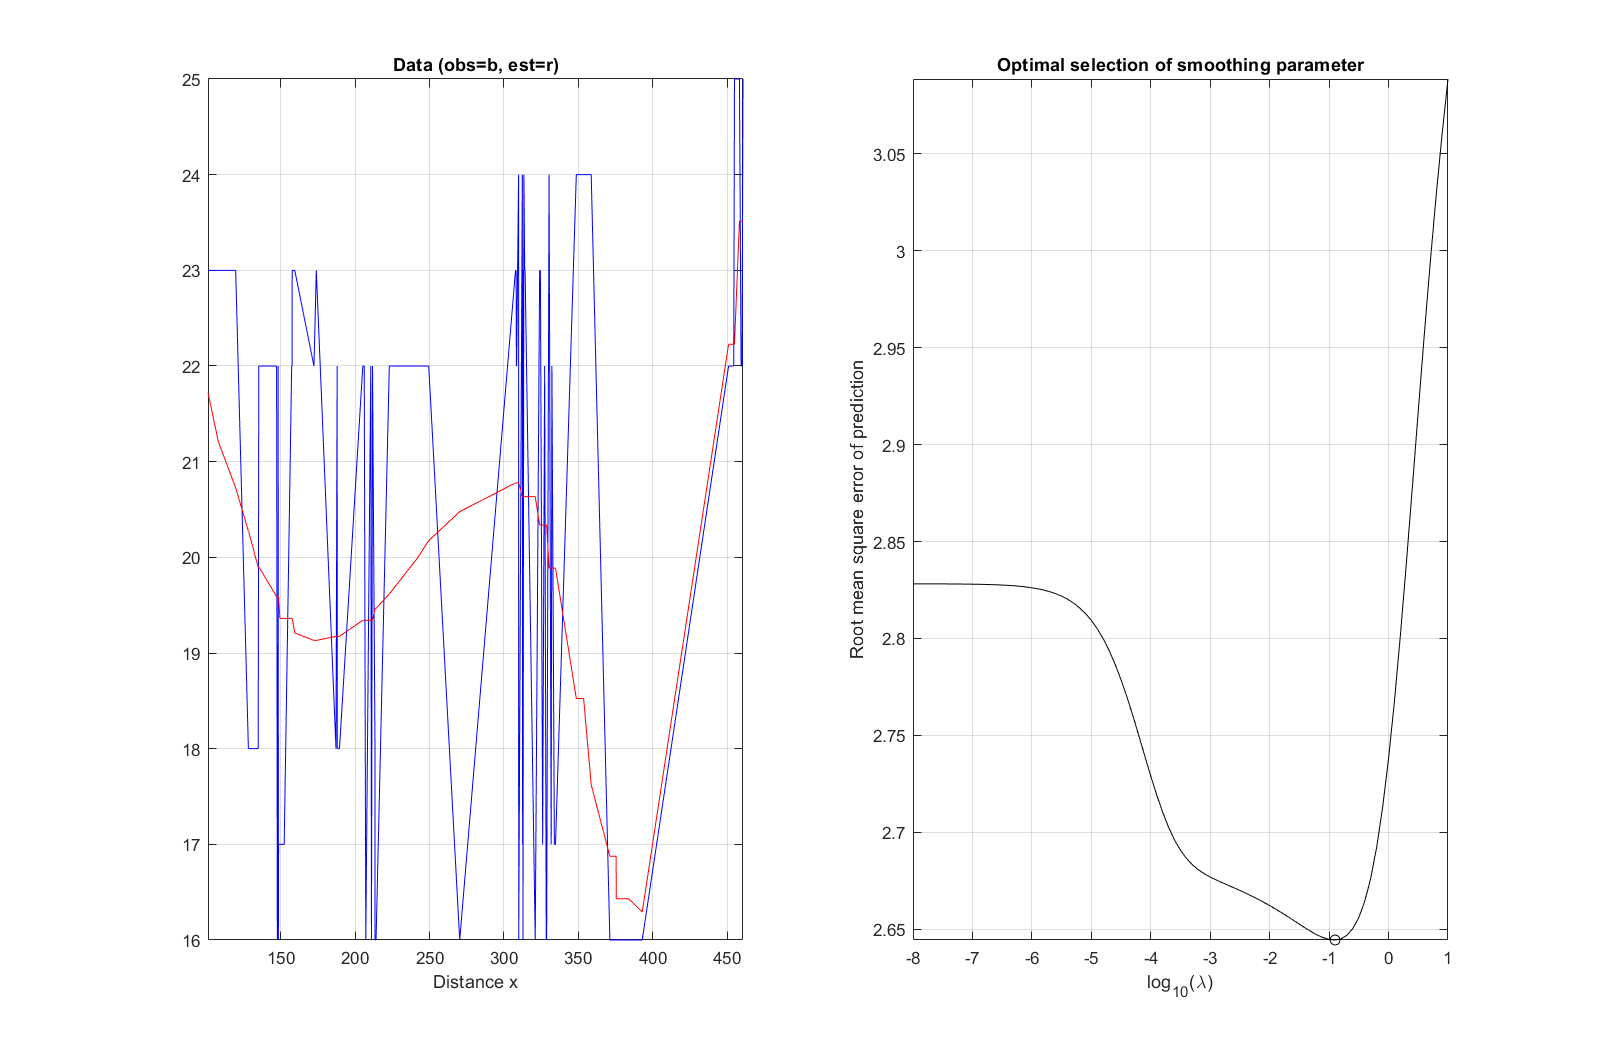 Data (obs=b, est=r)
25
24
23
22
21
20
19
18
17
16
150 200 250 300 350 400 450
Distance x
Optimal selection of smoothing parameter
Root mean square error of prediction
3.05
3
2.95
2.9
2.85
2.8
2.75
2.7
2.65
-8 -7 -6 -5 -4 -3 -2 -1 0 1
log10(λ)